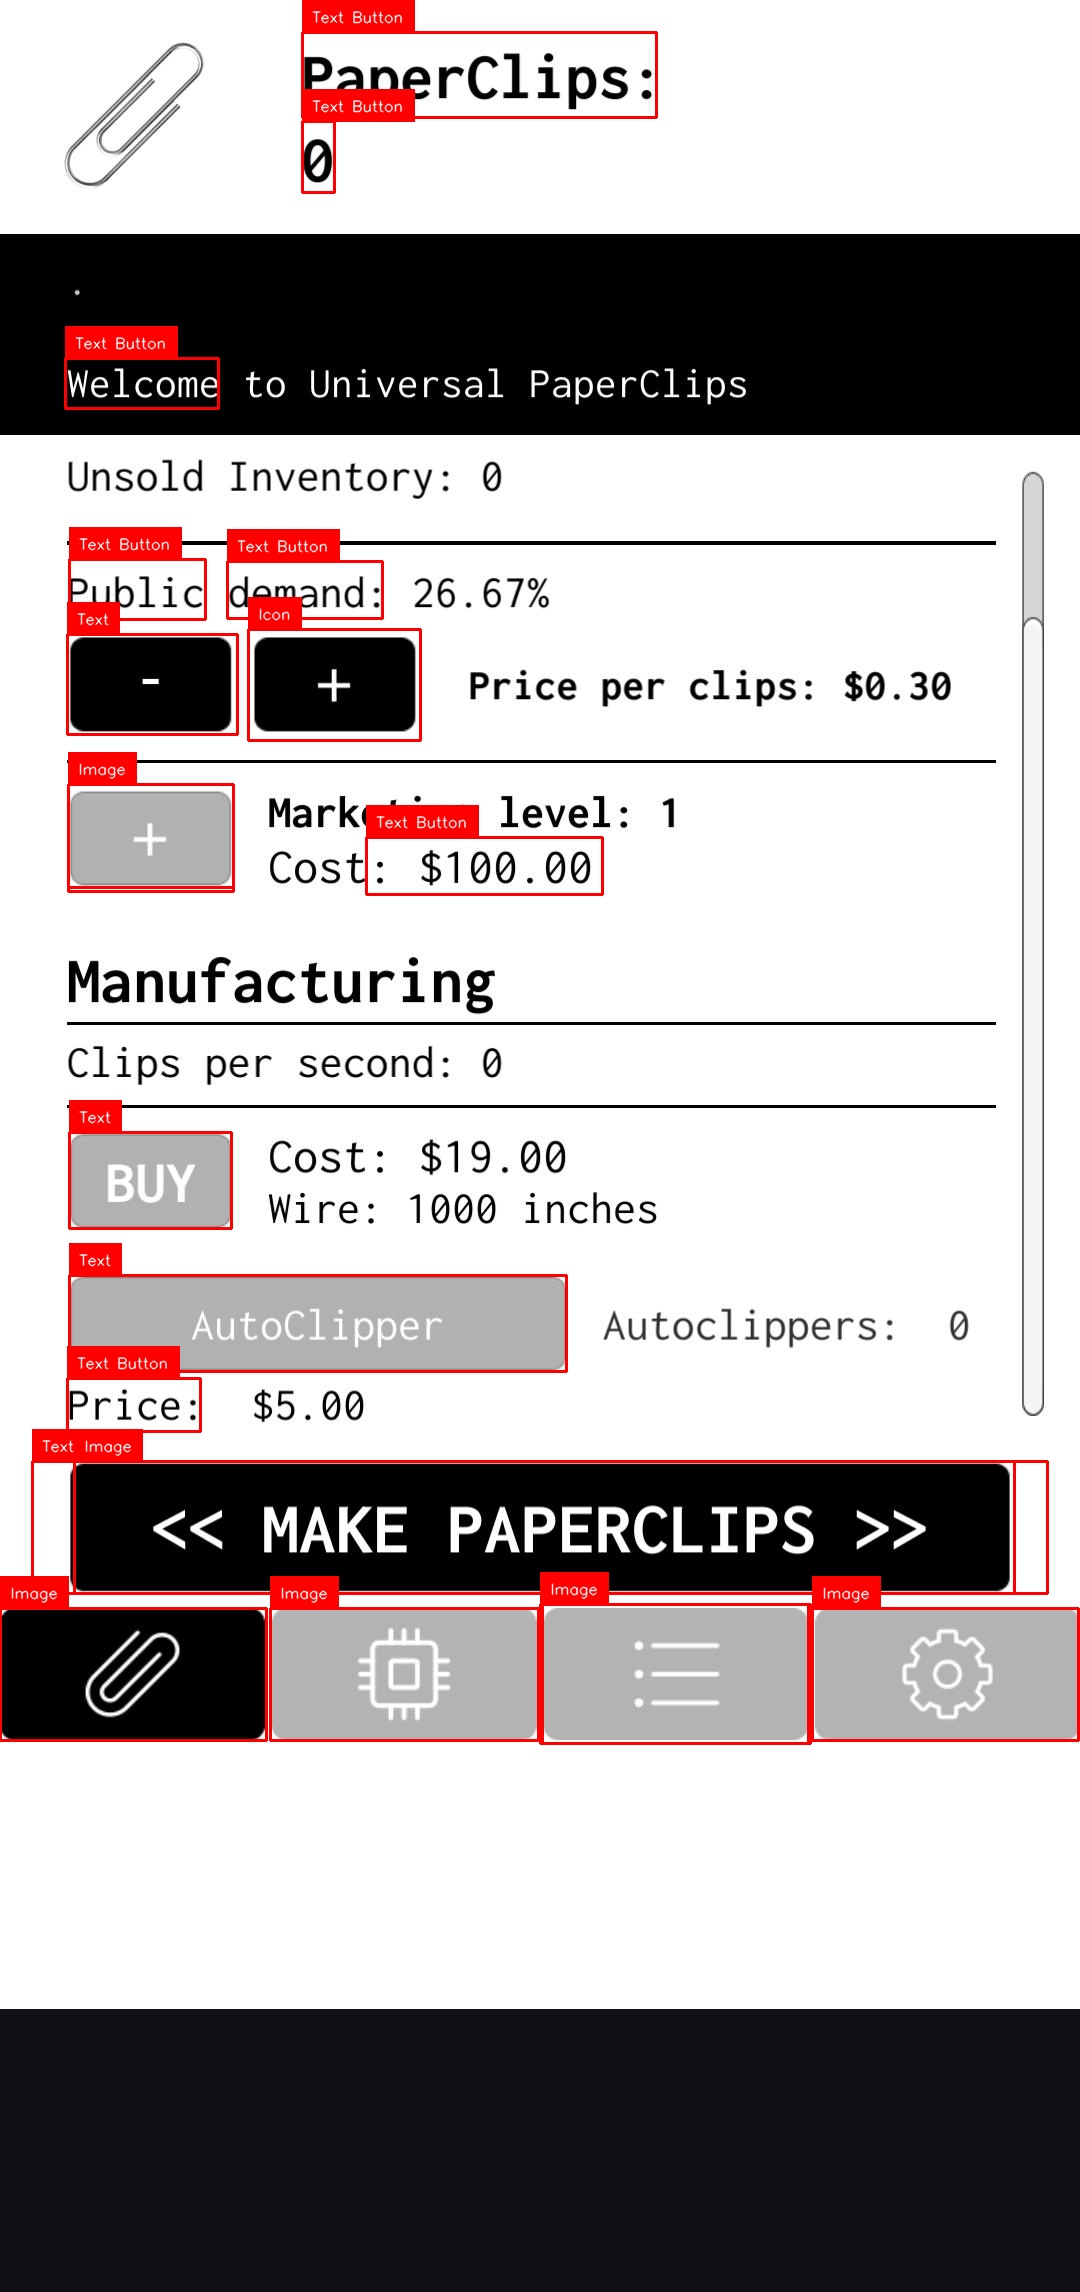 Text Button
PaperClips:
Text Button
0
.
Text Button
Welcome to Universal PaperClips
Unsold Inventory: 0
Text Button
Text Button
Public demand: 26.67%
Text
Icon
-
+
Price per clips: $0.30
Image
+
Marketing level: 1
Text Button
Cost: $100.00
Manufacturing
Clips per second: 0
Text
BUY
Cost: $19.00
Wire: 1000 inches
Text
AutoClipper
Autoclippers: 0
Text Button
Price: $5.00
Text Image
<< MAKE PAPERCLIPS >>
Image
Image
Image
Image